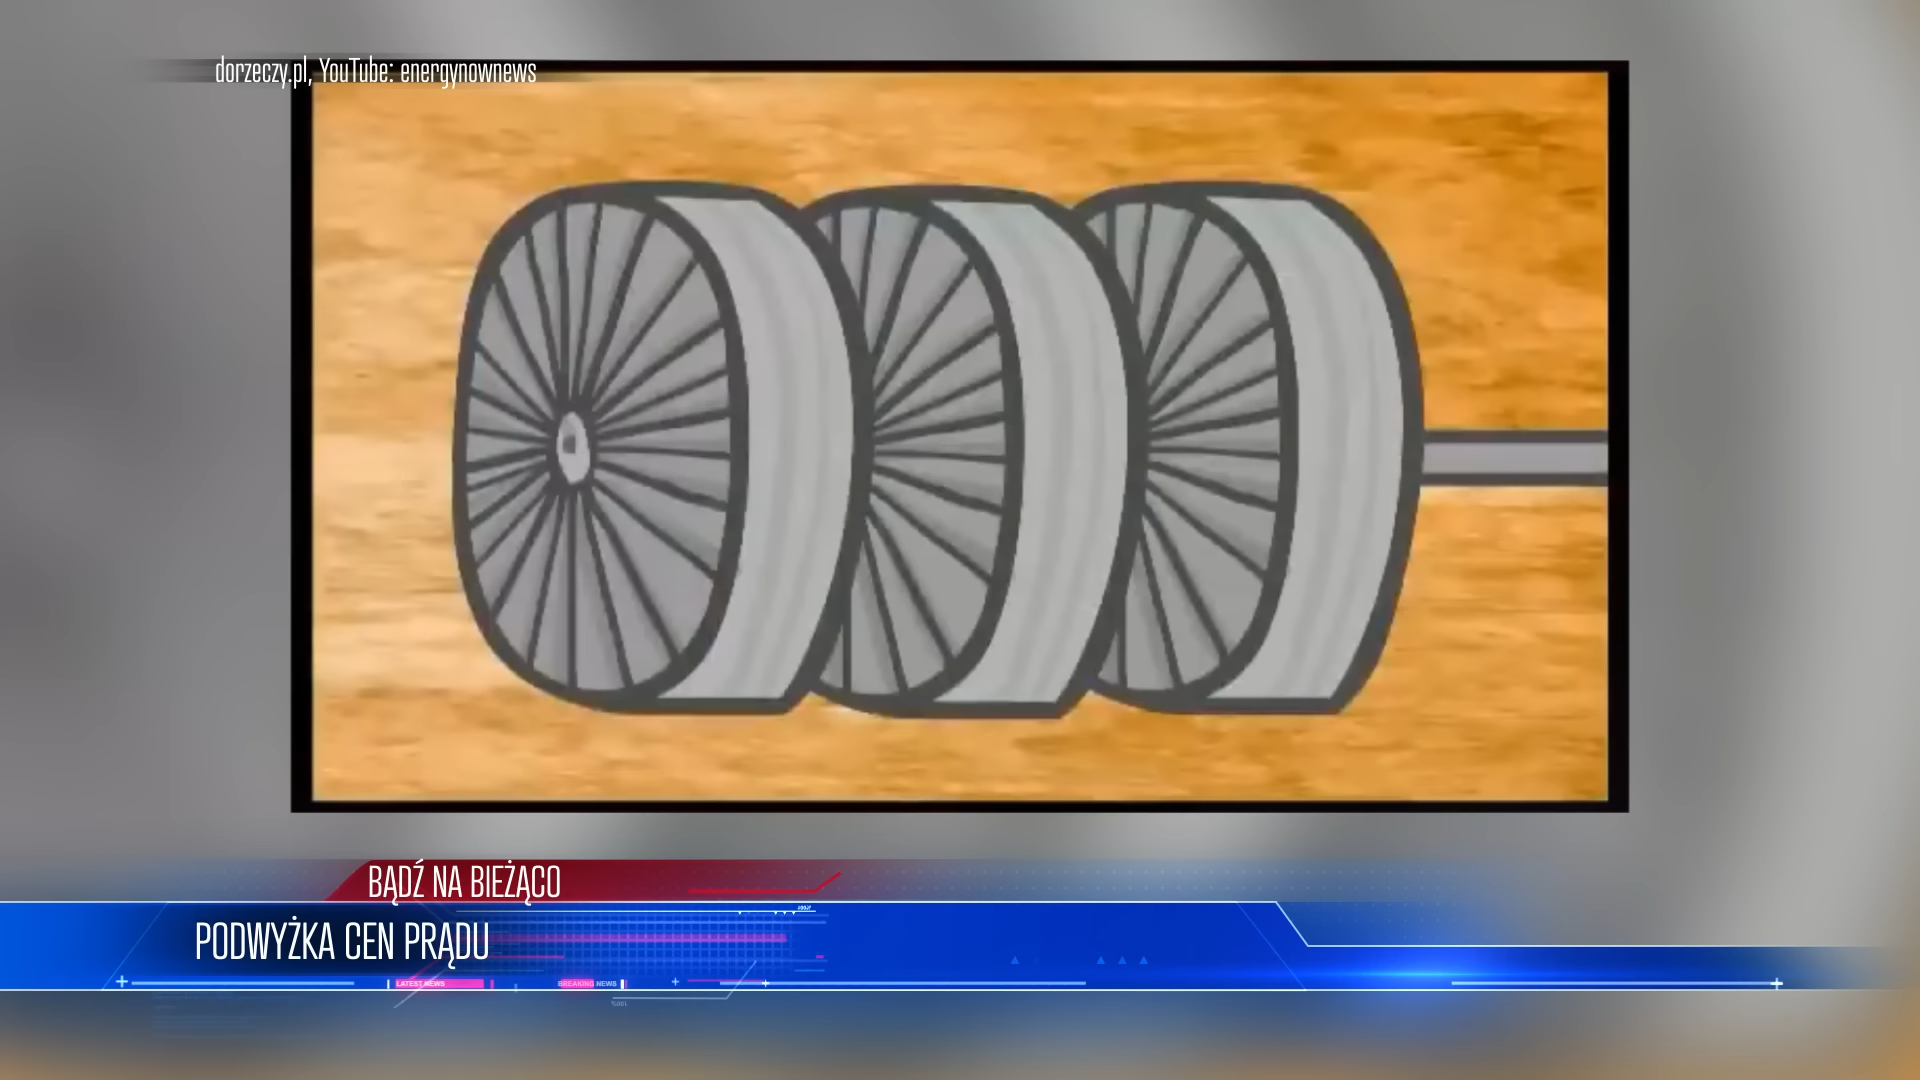 dorzeczy.pl, YouTube: energynownews
BĄDŹ NA BIEŻĄCO
PODWYŻKA CEN PRĄDU
LATEST NEWS
BREAKING NEWS